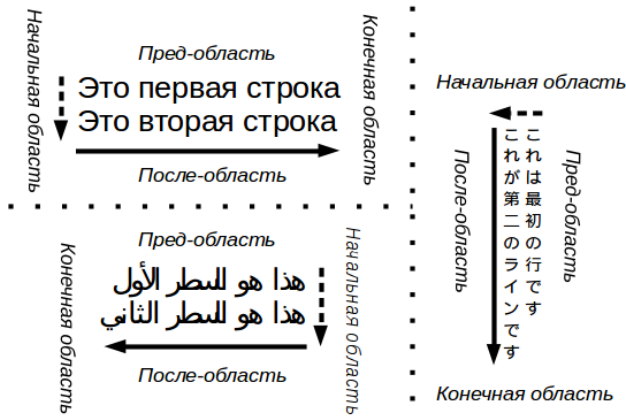 Начальная область
Пред-область
Конечная область
Это первая строка
Это вторая строка
После-область
Пред-область
Начальная область
Конечная область
هذا هو السطر الأول
هذا هو السطر الثاني
После-область
Начальная область
Пред-область
これは最初の行です
これが第二のラインです
После-область
Конечная область